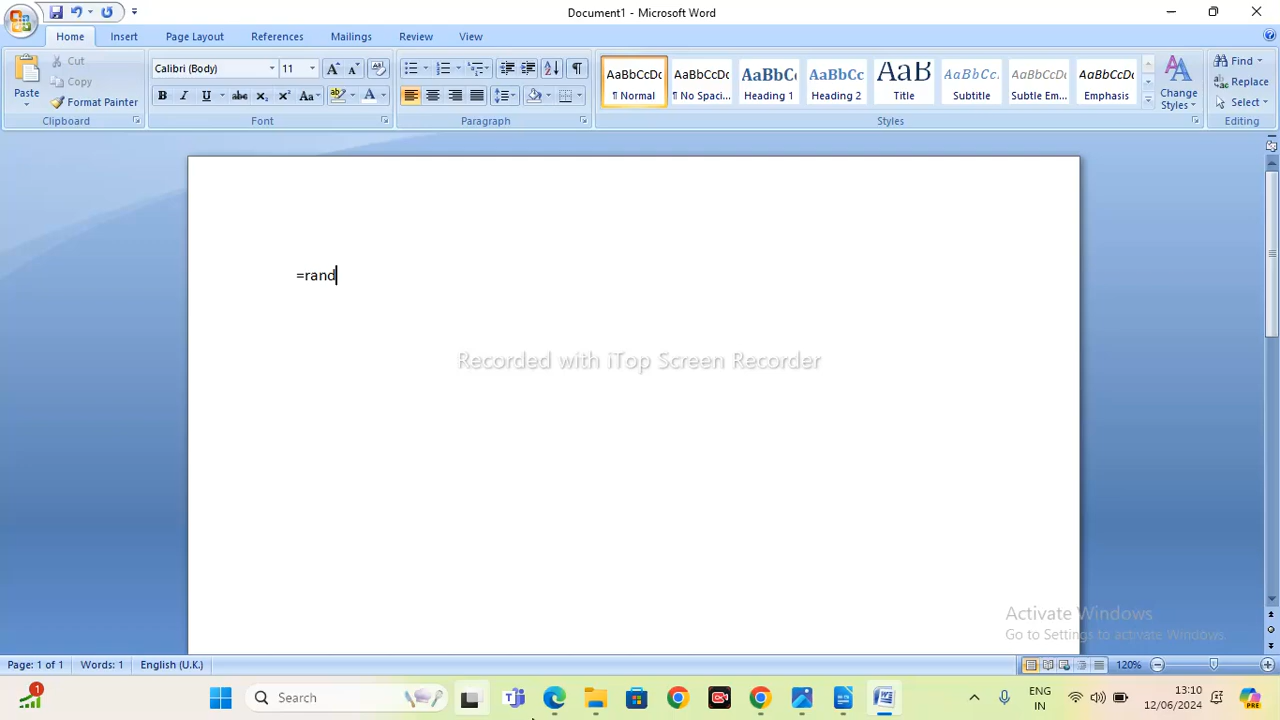 Document1 - Microsoft Word
Home Insert Page Layout References Mailings Review View
Paste
Cut
Copy
Format Painter
Clipboard
Calibri (Body) 11
Font
Paragraph
AaBbCcDc AaBbCcDc AaBbCc AaBbCc AaB AaBbCc. AaBbCcDc AaBbCcDc
¶ Normal ¶ No Spaci... Heading 1 Heading 2 Title Subtitle Subtle Em... Emphasis
Change Styles
Styles
Find
Replace
Select
Editing
=rand
Recorded with iTop Screen Recorder
Activate Windows
Go to Settings to activate Windows.
Page: 1 of 1 Words: 1 English (U.K.) 120%
Search
1
ENG
IN
13:10
12/06/2024
PRE